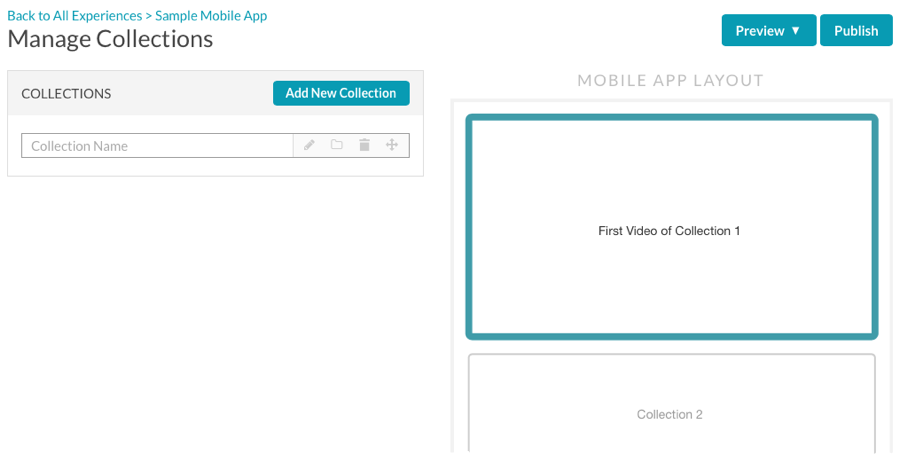 Back to All Experiences > Sample Mobile App
Manage Collections
Preview ▼
Publish
COLLECTIONS
Add New Collection
Collection Name
MOBILE APP LAYOUT
First Video of Collection 1
Collection 2